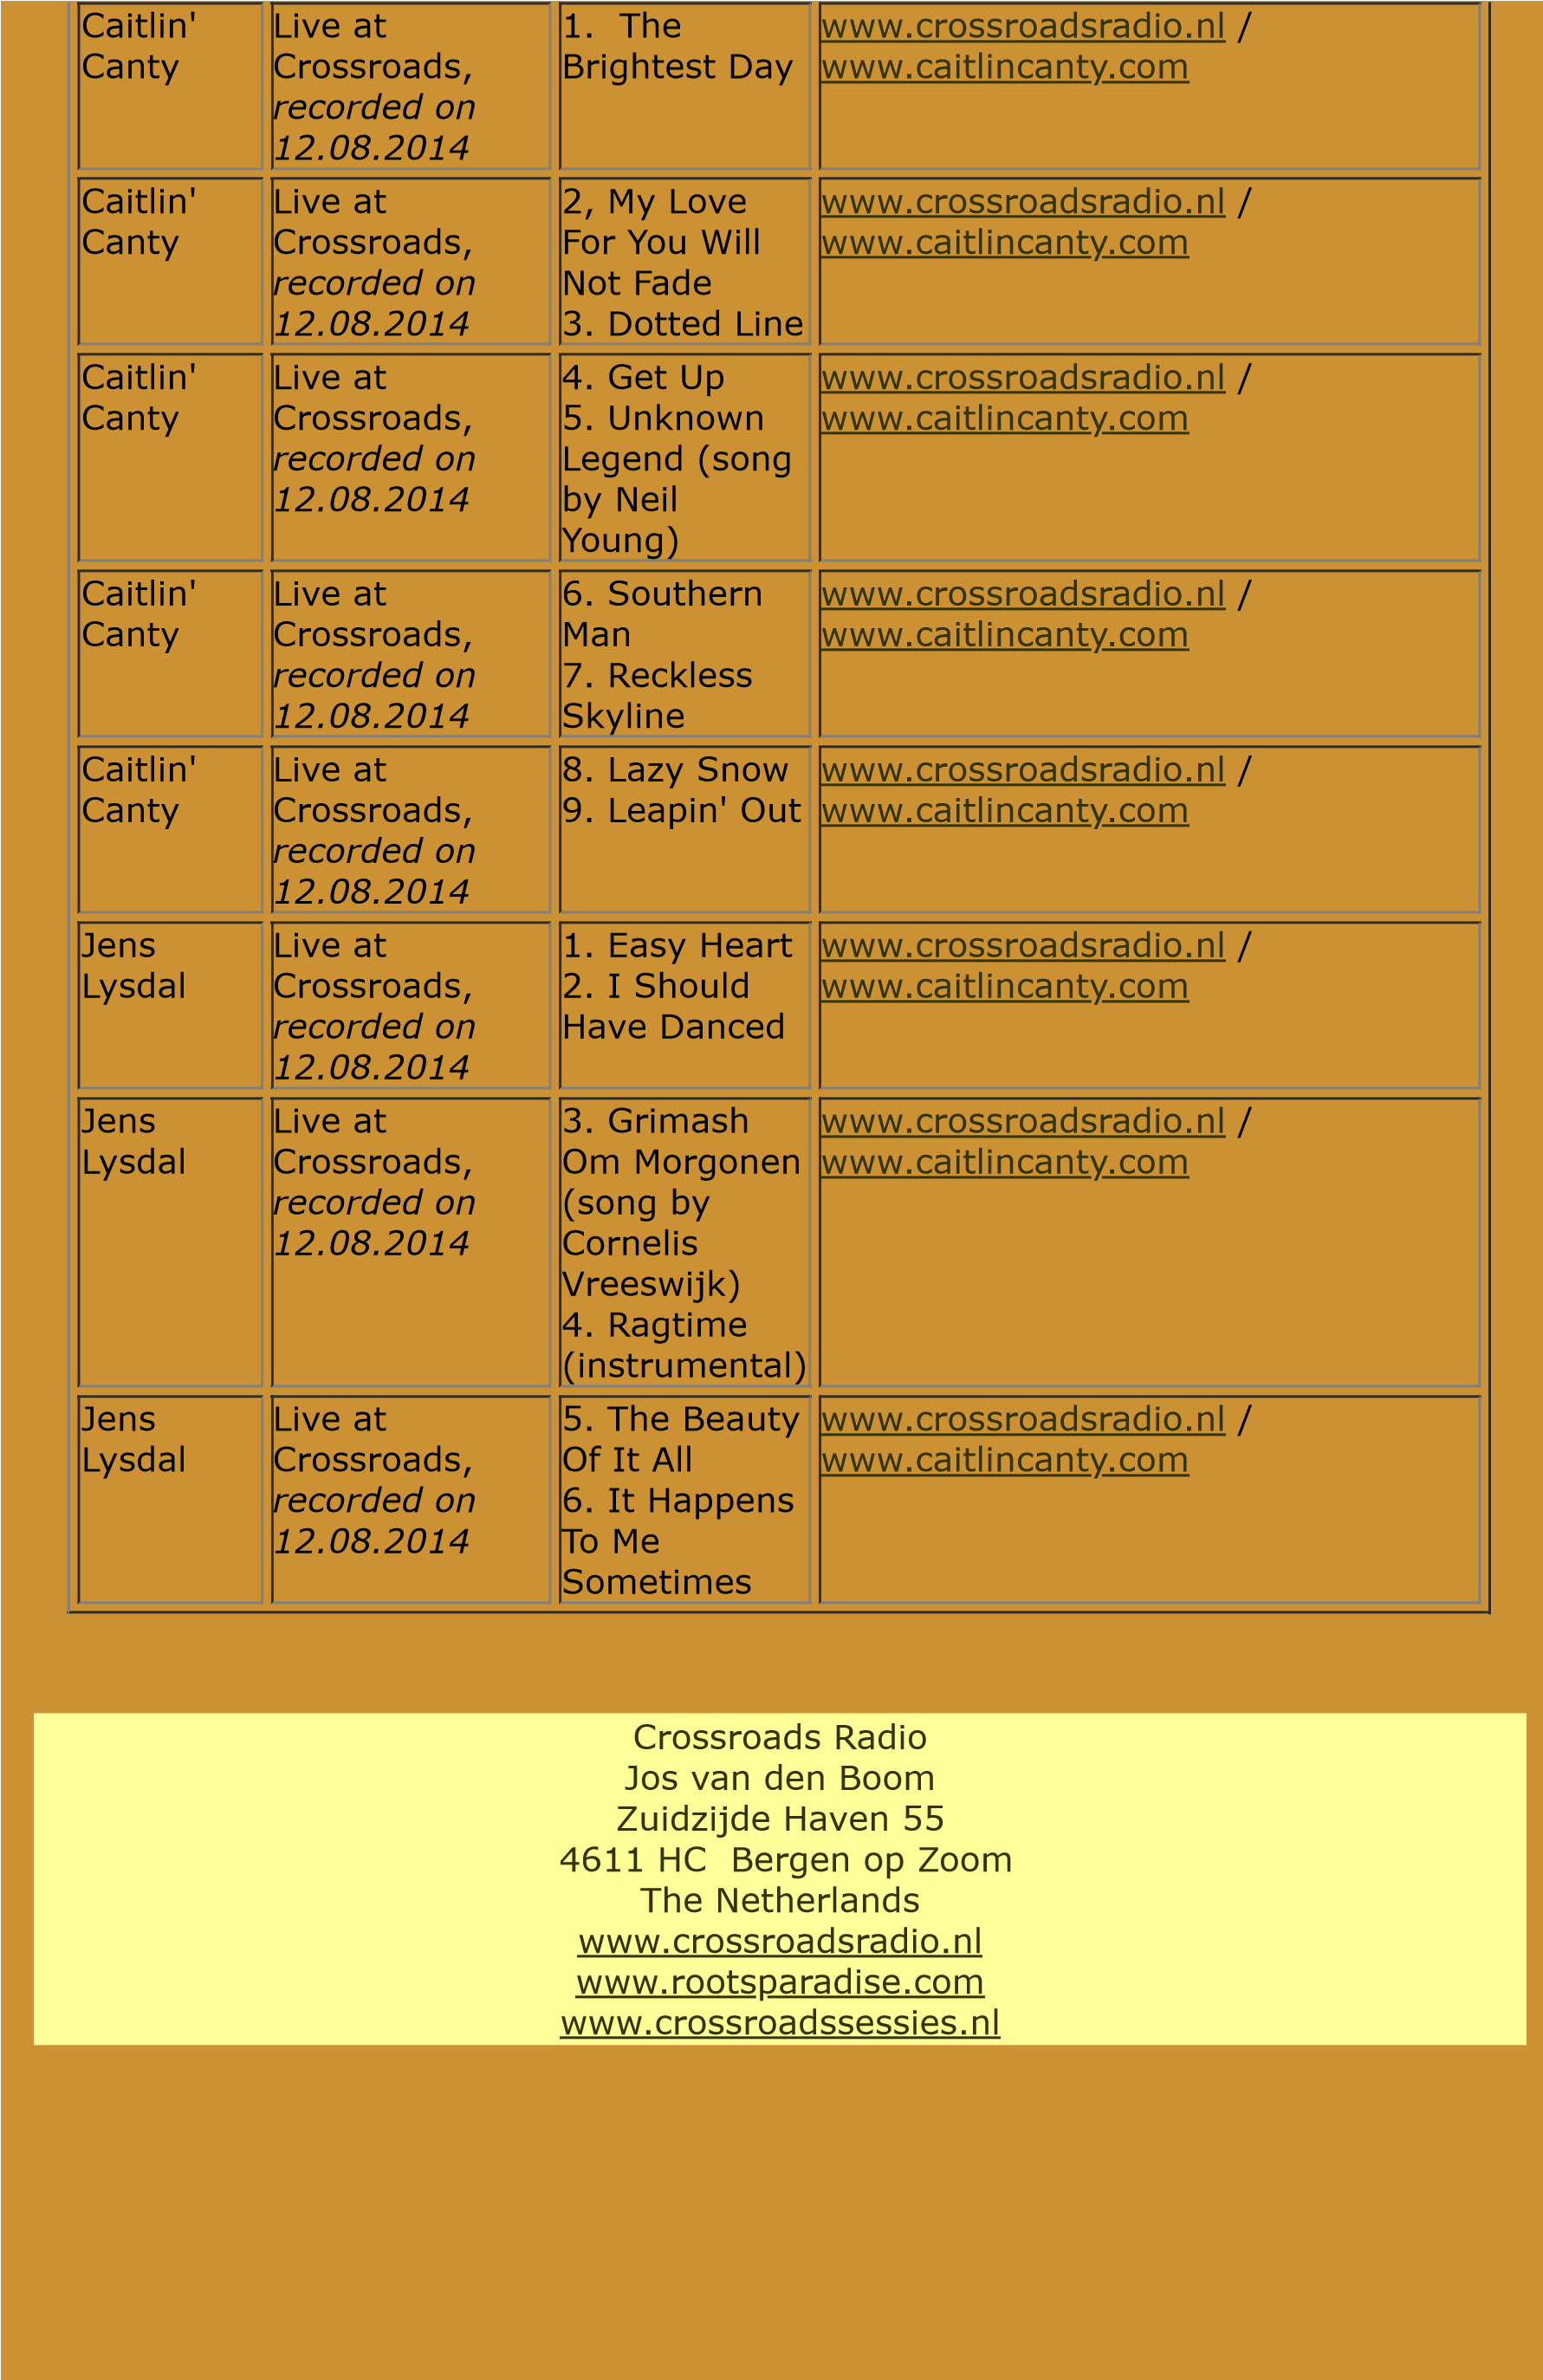 Caitlin'
Canty
Live at
Crossroads,
recorded on
12.08.2014
1.  The
Brightest Day
www.crossroadsradio.nl /
www.caitlincanty.com
Caitlin'
Canty
Live at
Crossroads,
recorded on
12.08.2014
2, My Love
For You Will
Not Fade
3. Dotted Line
www.crossroadsradio.nl /
www.caitlincanty.com
Caitlin'
Canty
Live at
Crossroads,
recorded on
12.08.2014
4. Get Up
5. Unknown
Legend (song
by Neil
Young)
www.crossroadsradio.nl /
www.caitlincanty.com
Caitlin'
Canty
Live at
Crossroads,
recorded on
12.08.2014
6. Southern
Man
7. Reckless
Skyline
www.crossroadsradio.nl /
www.caitlincanty.com
Caitlin'
Canty
Live at
Crossroads,
recorded on
12.08.2014
8. Lazy Snow
9. Leapin' Out
www.crossroadsradio.nl /
www.caitlincanty.com
Jens
Lysdal
Live at
Crossroads,
recorded on
12.08.2014
1. Easy Heart
2. I Should
Have Danced
www.crossroadsradio.nl /
www.caitlincanty.com
Jens
Lysdal
Live at
Crossroads,
recorded on
12.08.2014
3. Grimash
Om Morgonen
(song by
Cornelis
Vreeswijk)
4. Ragtime
(instrumental)
www.crossroadsradio.nl /
www.caitlincanty.com
Jens
Lysdal
Live at
Crossroads,
recorded on
12.08.2014
5. The Beauty
Of It All
6. It Happens
To Me
Sometimes
www.crossroadsradio.nl /
www.caitlincanty.com
Crossroads Radio
Jos van den Boom
Zuidzijde Haven 55
4611 HC  Bergen op Zoom
The Netherlands
www.crossroadsradio.nl
www.rootsparadise.com
www.crossroadssessies.nl